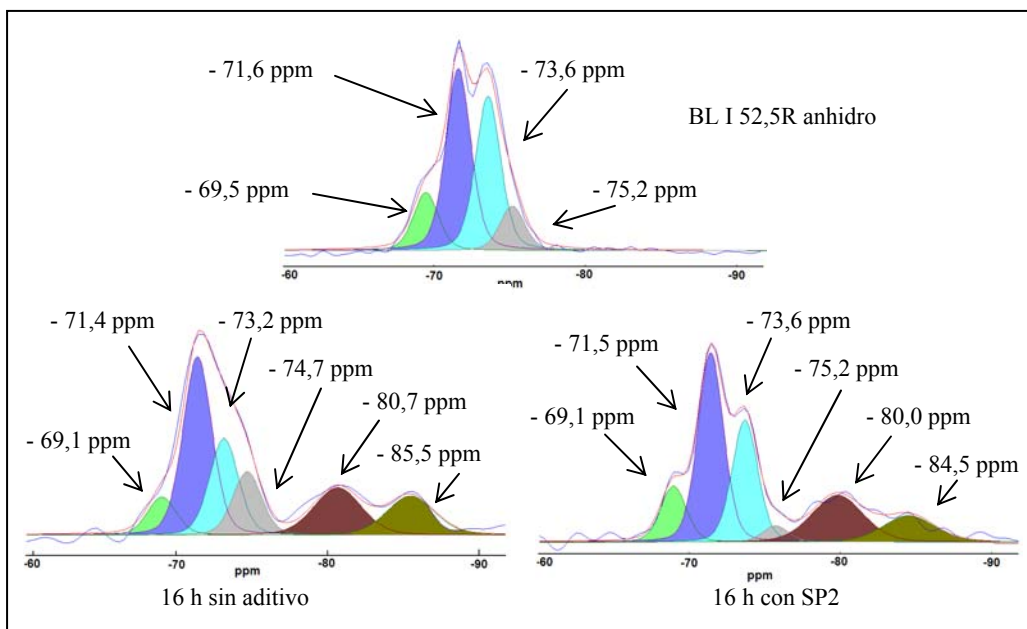 - 71,6 ppm
- 73,6 ppm
BL I 52,5R anhidro
- 69,5 ppm
- 75,2 ppm
-60
-70
-80
-90
ppm
- 71,4 ppm
- 73,2 ppm
- 74,7 ppm
- 69,1 ppm
- 80,7 ppm
- 85,5 ppm
-60
-70
-80
-90
ppm
16 h sin aditivo
- 73,6 ppm
- 71,5 ppm
- 75,2 ppm
- 69,1 ppm
- 80,0 ppm
- 84,5 ppm
-60
-70
-80
-90
ppm
16 h con SP2